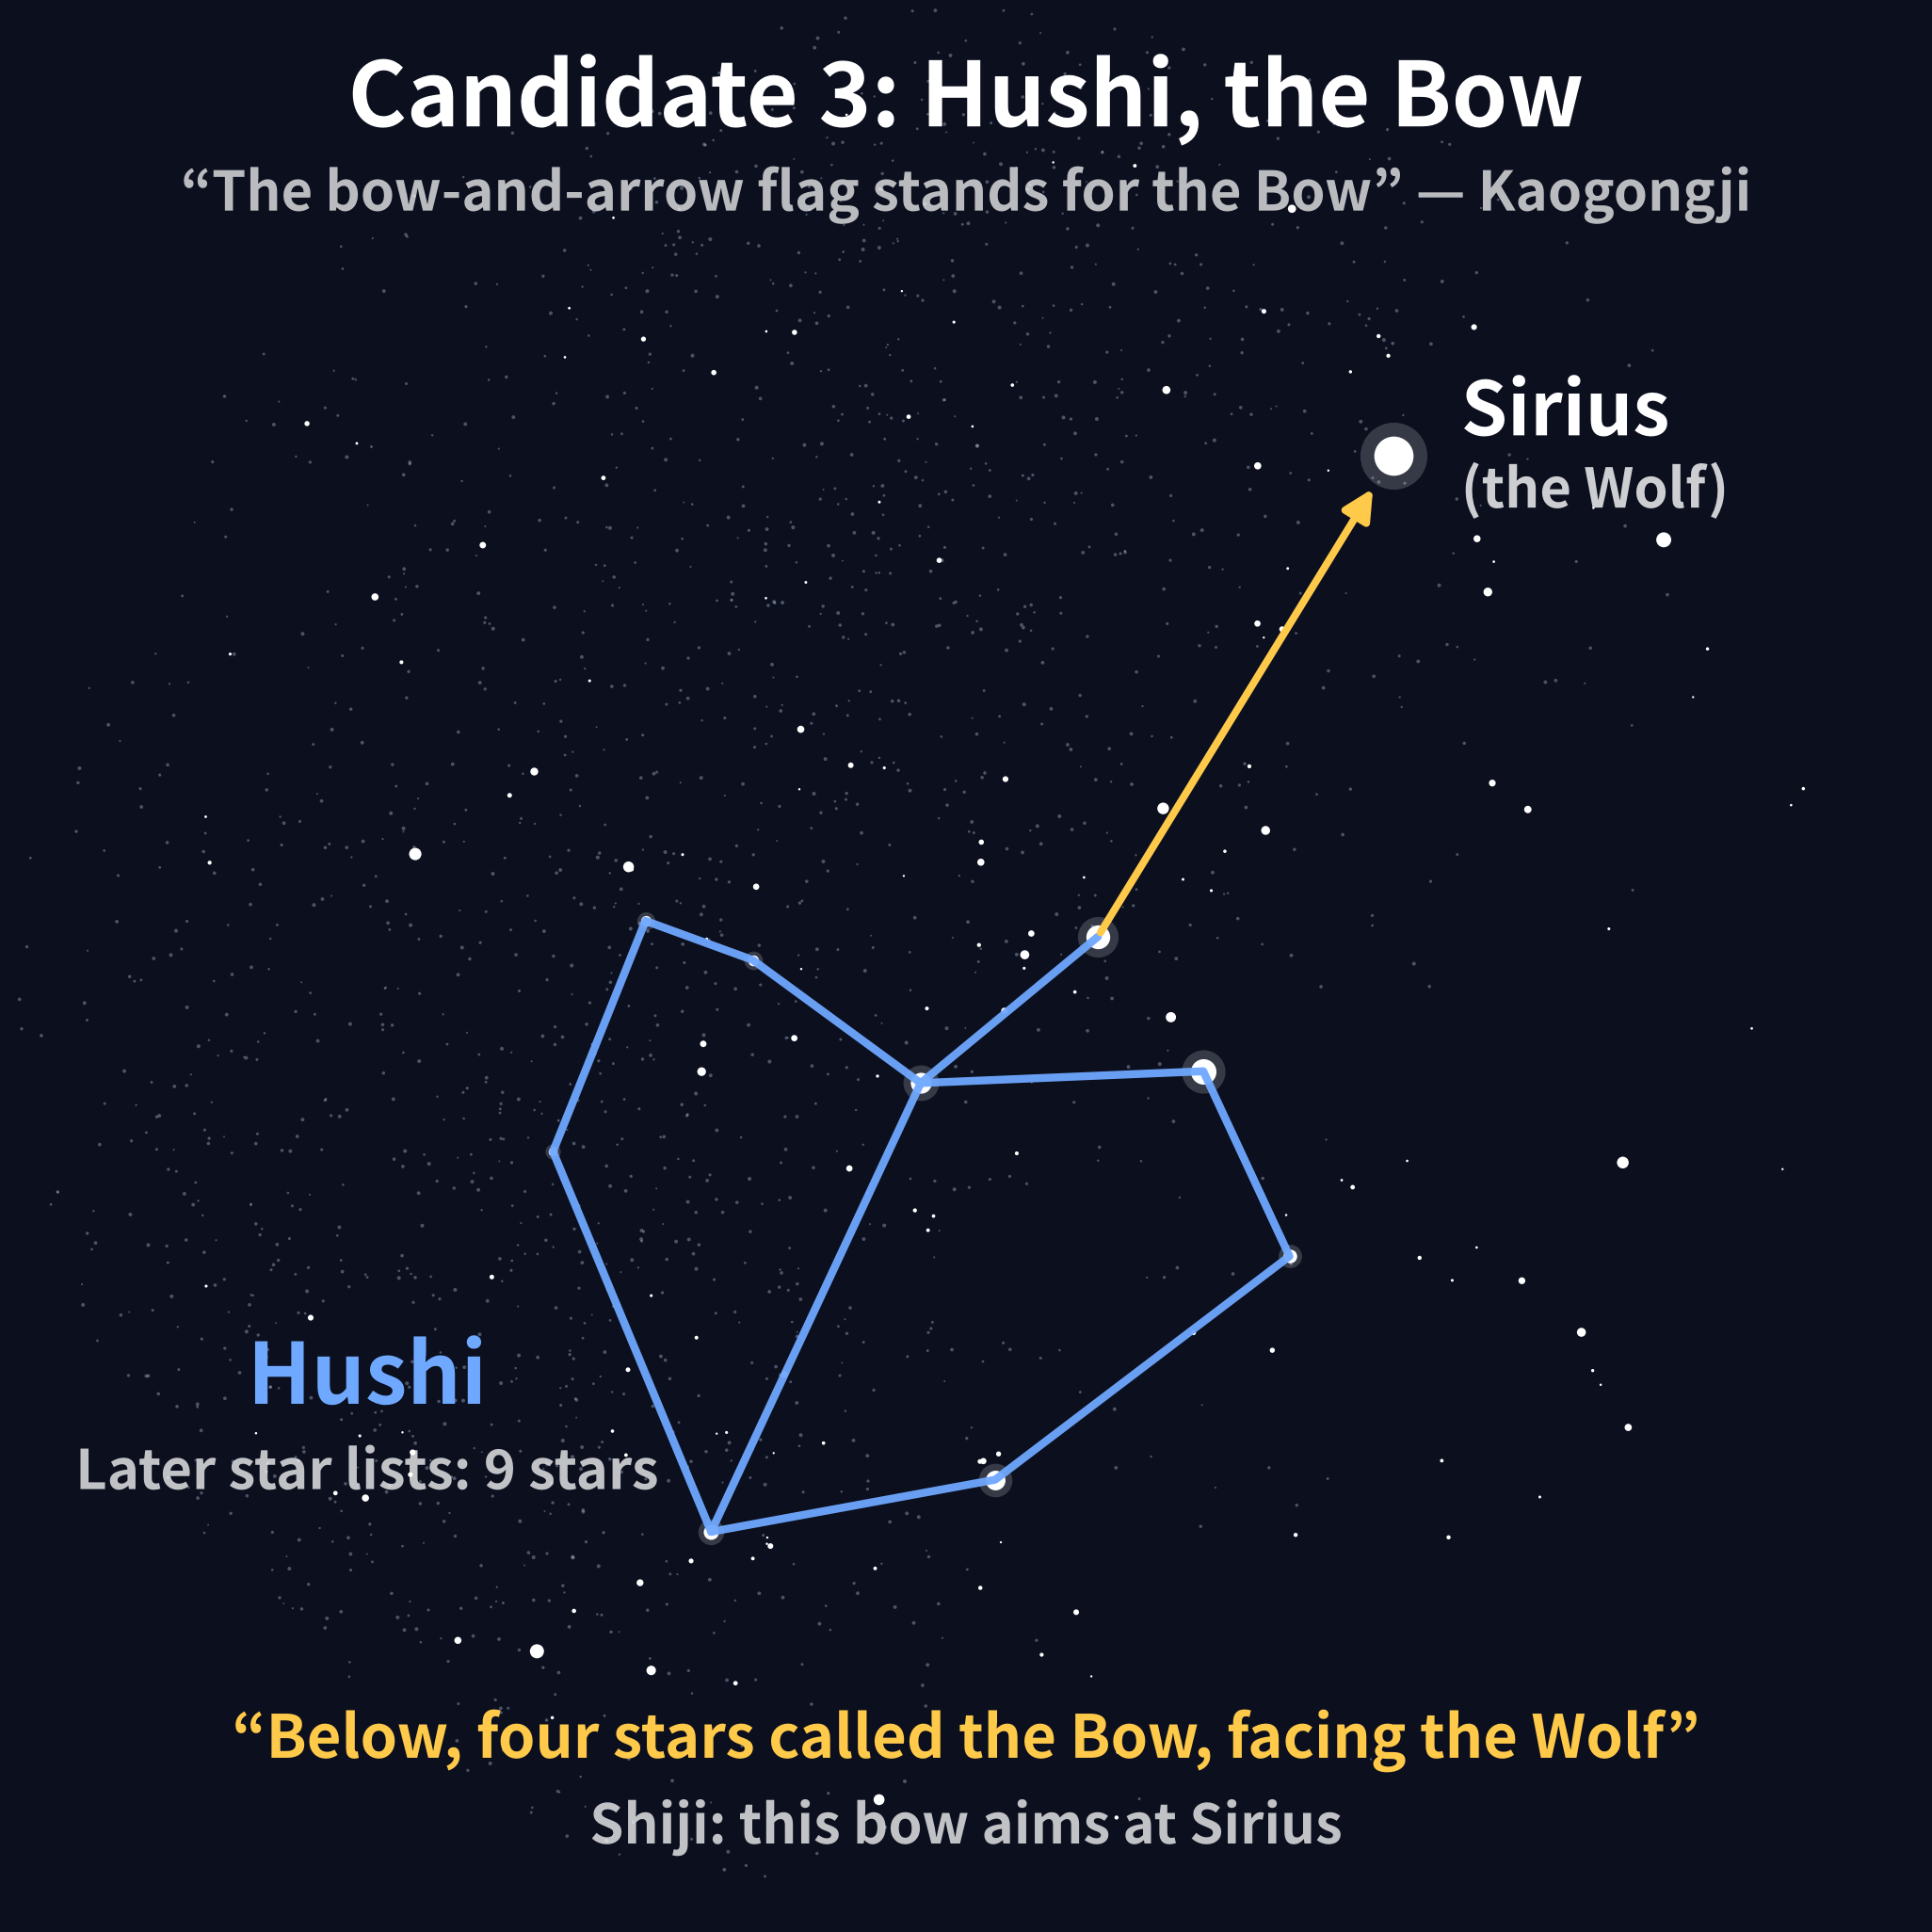 Candidate 3: Hushi, the Bow
“The bow-and-arrow flag stands for the Bow” — Kaogongji
Sirius
(the Wolf)
Hushi
Later star lists: 9 stars
“Below, four stars called the Bow, facing the Wolf”
Shiji: this bow aims at Sirius